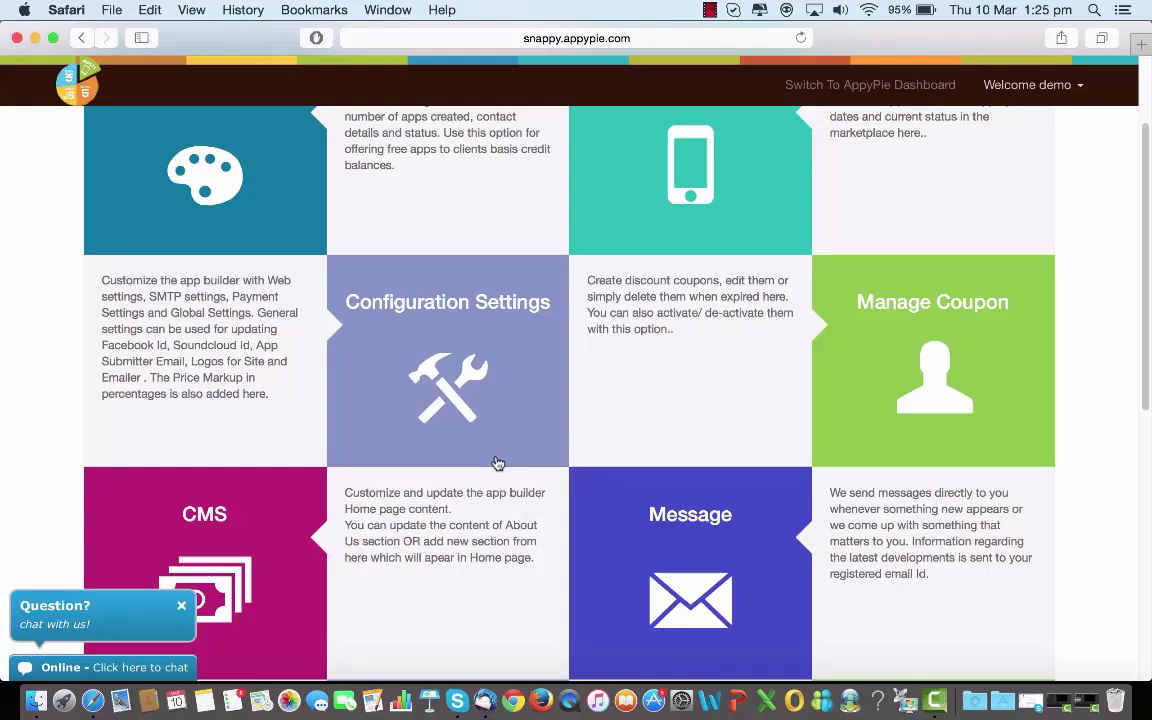 Safari File Edit View History Bookmarks Window Help 95% Thu 10 Mar 1:25 pm
snappy.appypie.com
Switch To AppyPie Dashboard Welcome demo
number of apps created, contact
details and status. Use this option for
offering free apps to clients basis credit
balances.
dates and current status in the
marketplace here..
Customize the app builder with Web
settings, SMTP settings, Payment
Settings and Global Settings. General
settings can be used for updating
Facebook Id, Soundcloud Id, App
Submitter Email, Logos for Site and
Emailer . The Price Markup in
percentages is also added here.
Configuration Settings
Create discount coupons, edit them or
simply delete them when expired here.
You can also activate/ de-activate them
with this option..
Manage Coupon
CMS
Customize and update the app builder
Home page content.
You can update the content of About
Us section OR add new section from
here which will apear in Home page.
Message
We send messages directly to you
whenever something new appears or
we come up with something that
matters to you. Information regarding
the latest developments is sent to your
registered email Id.
Question?
chat with us!
Online - Click here to chat